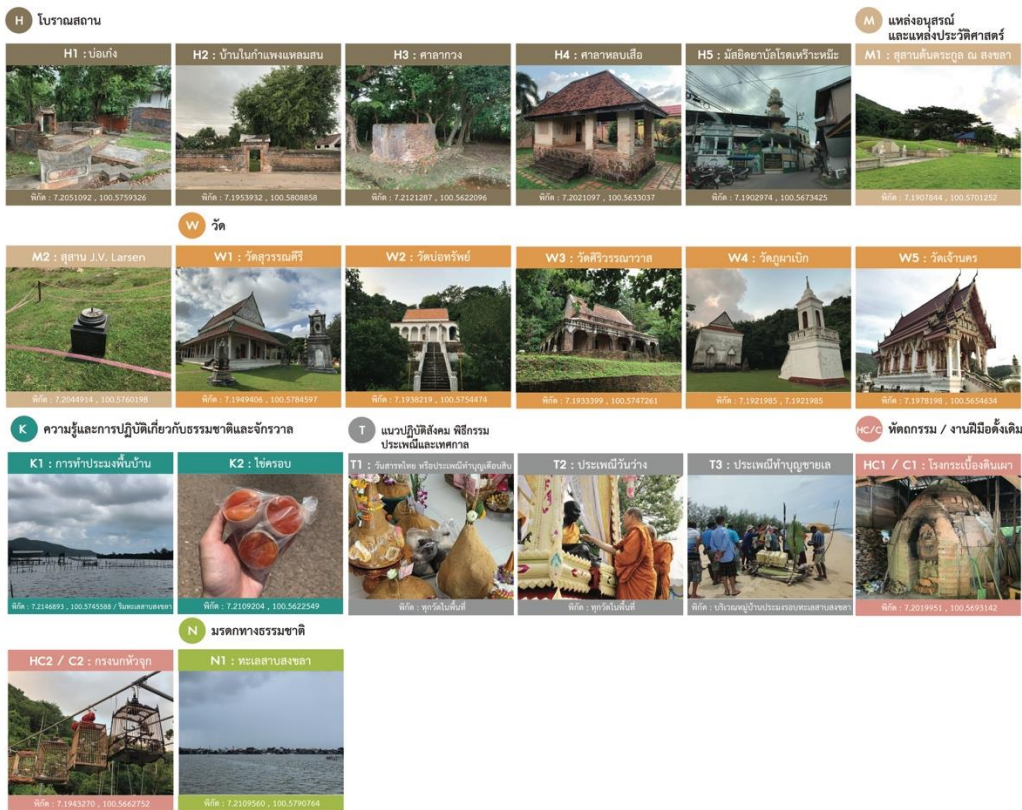 H โบราณสถาน
M แหล่งอนุสรณ์
และแหล่งประวัติศาสตร์
H1 : บ่อเก๋ง
พิกัด : 7.2051092 , 100.5759326
H2 : บ้านในกำแพงแหลมสน
พิกัด : 7.1953932 , 100.5808858
H3 : ศาลากวง
พิกัด : 7.2121287 , 100.5622096
H4 : ศาลาหลบเสือ
พิกัด : 7.2021097 , 100.5633037
H5 : มัสยิดยาบัลโรดเหร๊าะหม๊ะ
พิกัด : 7.1902974 , 100.5673425
M1 : สุสานต้นตระกูล ณ สงขลา
พิกัด : 7.1907844 , 100.5701252
W วัด
M2 : สุสาน J.V. Larsen
พิกัด : 7.2044914 , 100.5760198
W1 : วัดสุวรรณคีรี
พิกัด : 7.1949406 , 100.5784597
W2 : วัดบ่อทรัพย์
พิกัด : 7.1938219 , 100.5754474
W3 : วัดศิริวรรณาวาส
พิกัด : 7.1933399 , 100.5747261
W4 : วัดภูผาเบิก
พิกัด : 7.1921985 , 7.1921985
W5 : วัดเจ้านคร
พิกัด : 7.1978198 , 100.5654634
K ความรู้และการปฏิบัติเกี่ยวกับธรรมชาติและจักรวาล
T แนวปฏิบัติสังคม พิธีกรรม
ประเพณีและเทศกาล
HC/C หัตถกรรม / งานฝีมือดั้งเดิม
K1 : การทำประมงพื้นบ้าน
พิกัด : 7.2146893 , 100.5745588 / ริมทะเลสาบสงขลา
K2 : ไข่ครอบ
พิกัด : 7.2109204 , 100.5622549
T1 : วันสารทไทย หรือประเพณีทำบุญเดือนสิบ
พิกัด : ทุกวัดในพื้นที่
T2 : ประเพณีวันว่าง
พิกัด : ทุกวัดในพื้นที่
T3 : ประเพณีทำบุญชายเล
พิกัด : บริเวณหมู่บ้านประมงรอบทะเลสาบสงขลา
HC1 / C1 : โรงกระเบื้องดินเผา
พิกัด : 7.2019951 , 100.5693142
N มรดกทางธรรมชาติ
HC2 / C2 : กรงนกหัวจุก
พิกัด : 7.1943270 , 100.5662752
N1 : ทะเลสาบสงขลา
พิกัด : 7.2109560 , 100.5790764